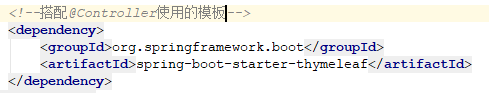 <!--搭配@Controller使用的模板-->
<dependency>
<groupId>org.springframework.boot</groupId>
<artifactId>spring-boot-starter-thymeleaf</artifactId>
</dependency>